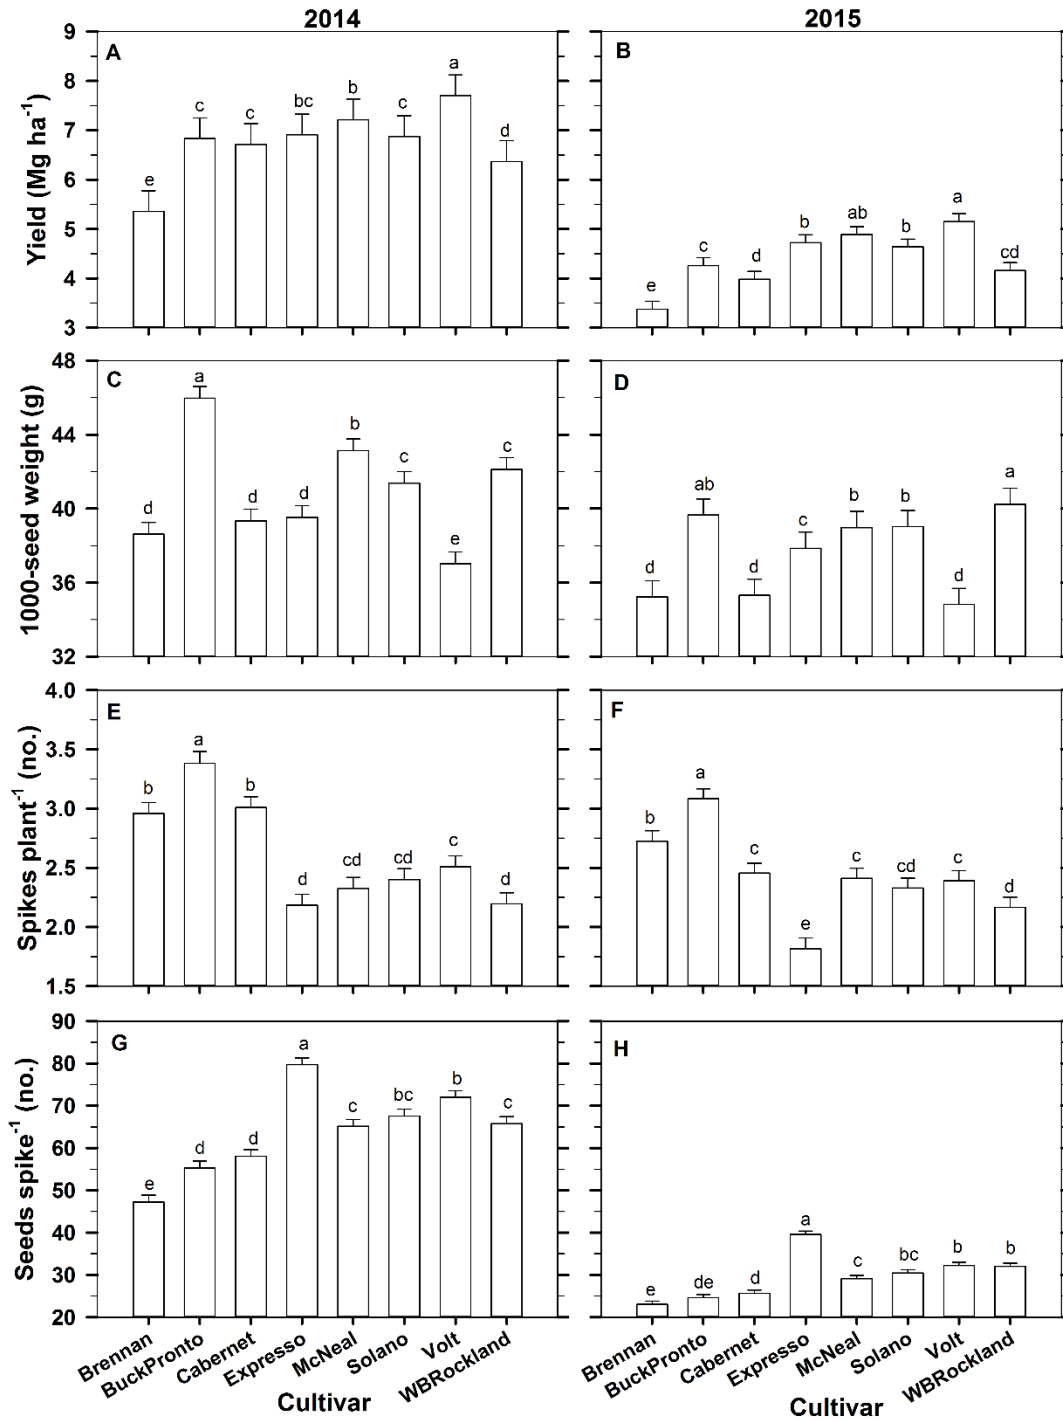 2014 2015
A
B
Yield (Mg ha⁻¹)
9
8
7
6
5
4
3
e c c bc b c a d
e c d b ab b a cd
C
D
1000-seed weight (g)
48
44
40
36
32
d a d d b c e c
d ab d c b b d a
E
F
Spikes plant⁻¹ (no.)
4.0
3.5
3.0
2.5
2.0
1.5
b a b d cd cd c d
b a c e c cd c d
G
H
Seeds spike⁻¹ (no.)
90
80
70
60
50
40
30
20
e d d a c bc b c
e de d a c bc b b
Brennan BuckPronto Cabernet Expresso McNeal Solano Volt WBRockland
Brennan BuckPronto Cabernet Expresso McNeal Solano Volt WBRockland
Cultivar Cultivar